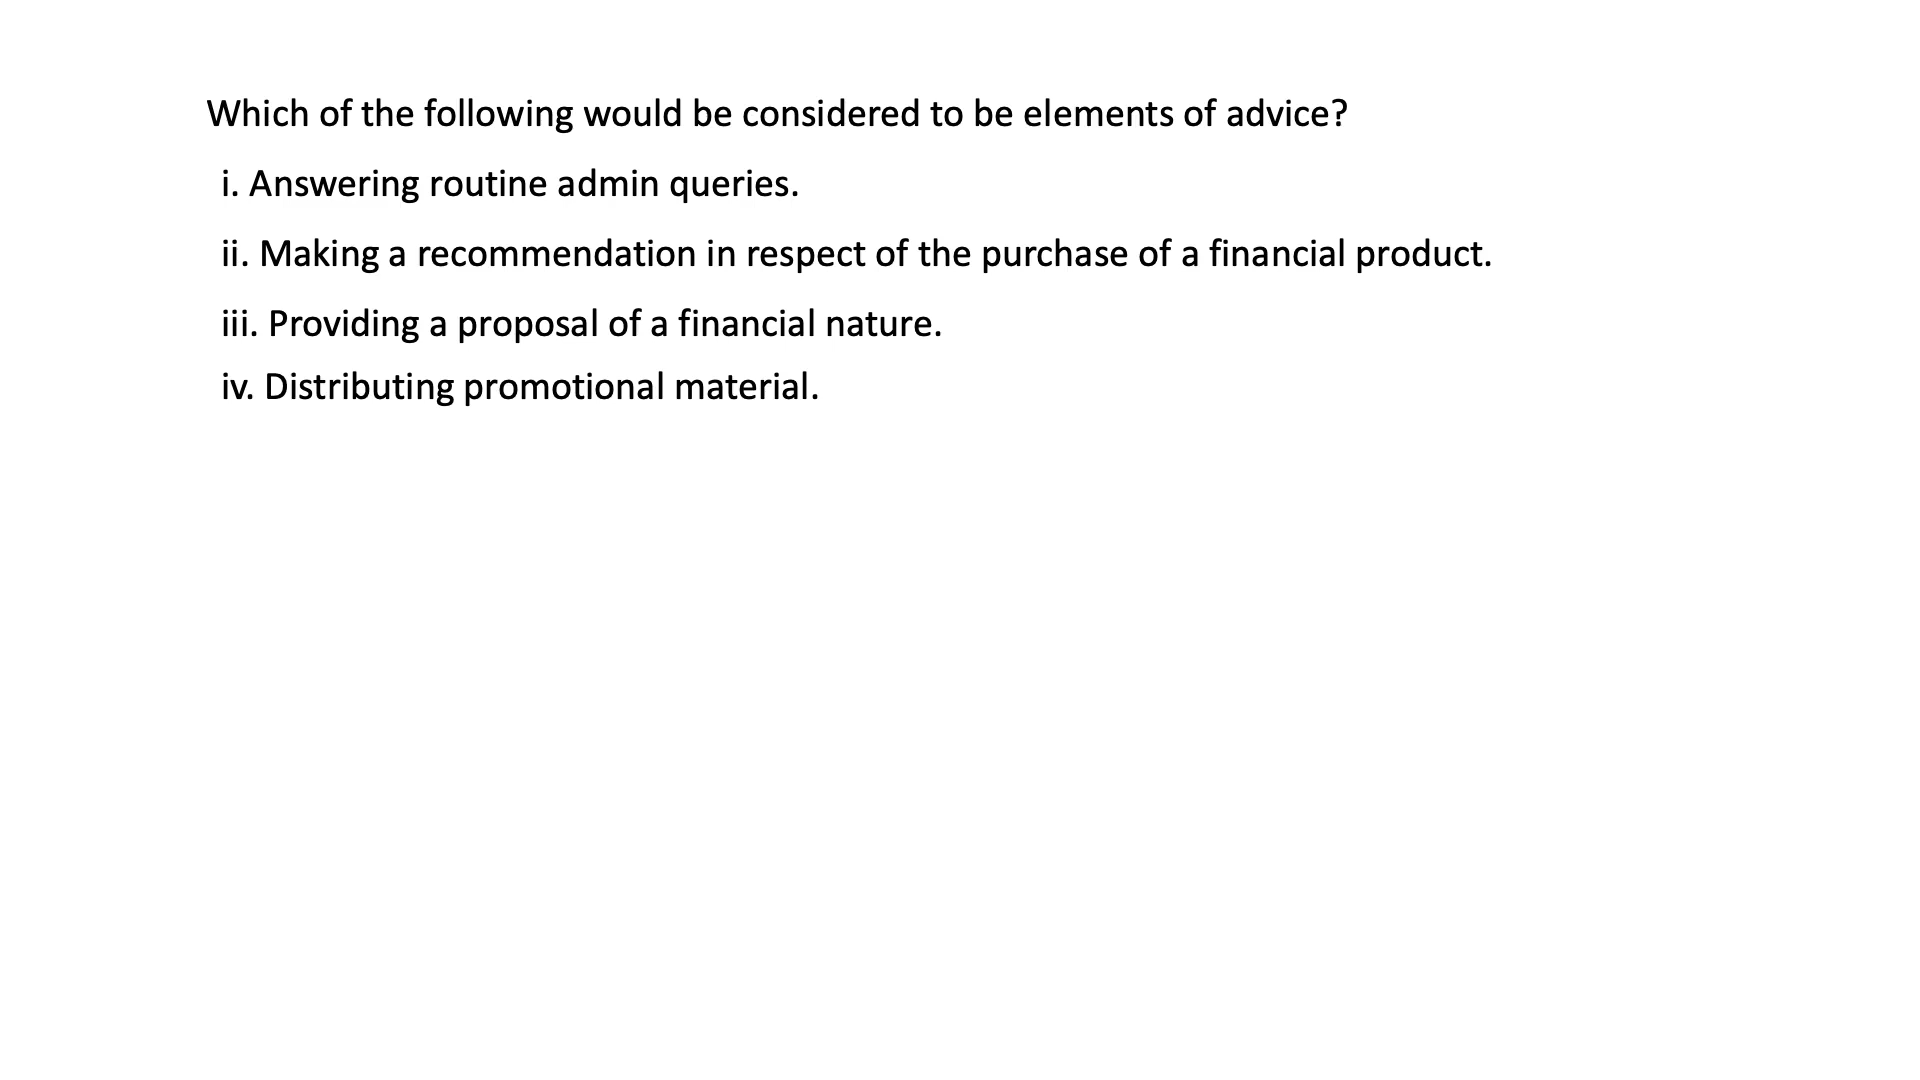 Which of the following would be considered to be elements of advice?
i. Answering routine admin queries.
ii. Making a recommendation in respect of the purchase of a financial product.
iii. Providing a proposal of a financial nature.
iv. Distributing promotional material.